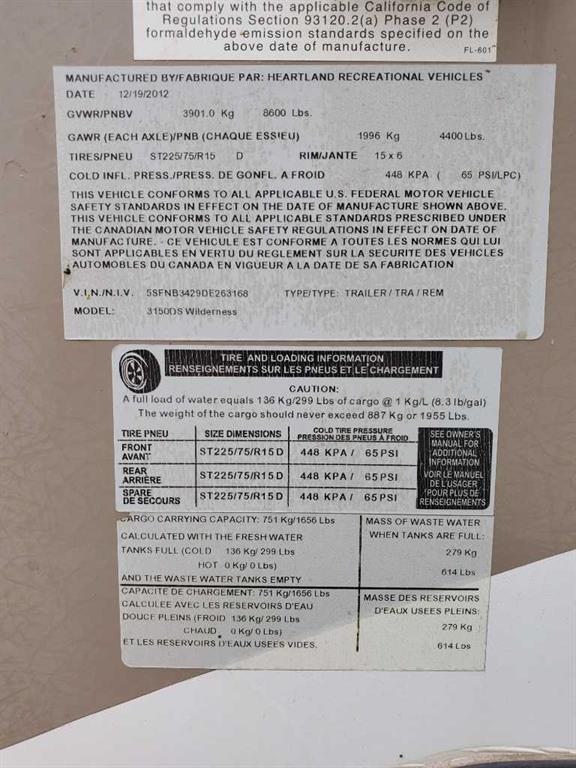 that comply with the applicable California Code of
Regulations Section 93120.2(a) Phase 2 (P2)
formaldehyde emission standards specified on the
above date of manufacture.
FL-601
MANUFACTURED BY/FABRIQUE PAR: HEARTLAND RECREATIONAL VEHICLES
DATE 12/19/2012
GVWR/PNBV 3901.0 Kg 8600 Lbs.
GAWR (EACH AXLE)/PNB (CHAQUE ESSIEU) 1996 Kg 4400 Lbs.
TIRES/PNEU ST225/75/R15 D RIM/JANTE 15 x 6
COLD INFL. PRESS./PRESS. DE GONFL. A FROID 448 KPA ( 65 PSI/LPC)
THIS VEHICLE CONFORMS TO ALL APPLICABLE U.S. FEDERAL MOTOR VEHICLE
SAFETY STANDARDS IN EFFECT ON THE DATE OF MANUFACTURE SHOWN ABOVE.
THIS VEHICLE CONFORMS TO ALL APPLICABLE STANDARDS PRESCRIBED UNDER
THE CANADIAN MOTOR VEHICLE SAFETY REGULATIONS IN EFFECT ON DATE OF
MANUFACTURE. - CE VEHICULE EST CONFORME A TOUTES LES NORMES QUI LUI
SONT APPLICABLES EN VERTU DU REGLEMENT SUR LA SECURITE DES VEHICLES
AUTOMOBILES DU CANADA EN VIGUEUR A LA DATE DE SA FABRICATION
V.I.N./N.I.V. 5SFNB3429DE263168 TYPE/TYPE: TRAILER / TRA / REM
MODEL: 3150DS Wilderness
TIRE AND LOADING INFORMATION
RENSEIGNEMENTS SUR LES PNEUS ET LE CHARGEMENT
CAUTION:
A full load of water equals 136 Kg/299 Lbs of cargo @ 1 Kg/L (8.3 lb/gal)
The weight of the cargo should never exceed 887 Kg or 1955 Lbs.
TIRE PNEU SIZE DIMENSIONS COLD TIRE PRESSURE
PRESSION DES PNEUS À FROID
FRONT
AVANT ST225/75/R15 D 448 KPA / 65 PSI
REAR
ARRIÈRE ST225/75/R15 D 448 KPA / 65 PSI
SPARE
DE SECOURS ST225/75/R15 D 448 KPA / 65 PSI
SEE OWNER'S
MANUAL FOR
ADDITIONAL
INFORMATION
VOIR LE MANUEL
DE L'USAGER
POUR PLUS DE
RENSEIGNEMENTS
CARGO CARRYING CAPACITY: 751 Kg/1656 Lbs
CALCULATED WITH THE FRESH WATER
TANKS FULL (COLD 136 Kg/ 299 Lbs
HOT 0 Kg/ 0 Lbs)
AND THE WASTE WATER TANKS EMPTY
MASS OF WASTE WATER
WHEN TANKS ARE FULL:
279 Kg
614 Lbs
CAPACITE DE CHARGEMENT: 751 Kg/1656 Lbs
CALCULEE AVEC LES RESERVOIRS D'EAU
DOUCE PLEINS (FROID 136 Kg/ 299 Lbs
CHAUD 0 Kg/ 0 Lbs)
ET LES RESERVOIRS D'EAUX USEES VIDES.
MASSE DES RESERVOIRS
D'EAUX USEES PLEINS:
279 Kg
614 Lbs